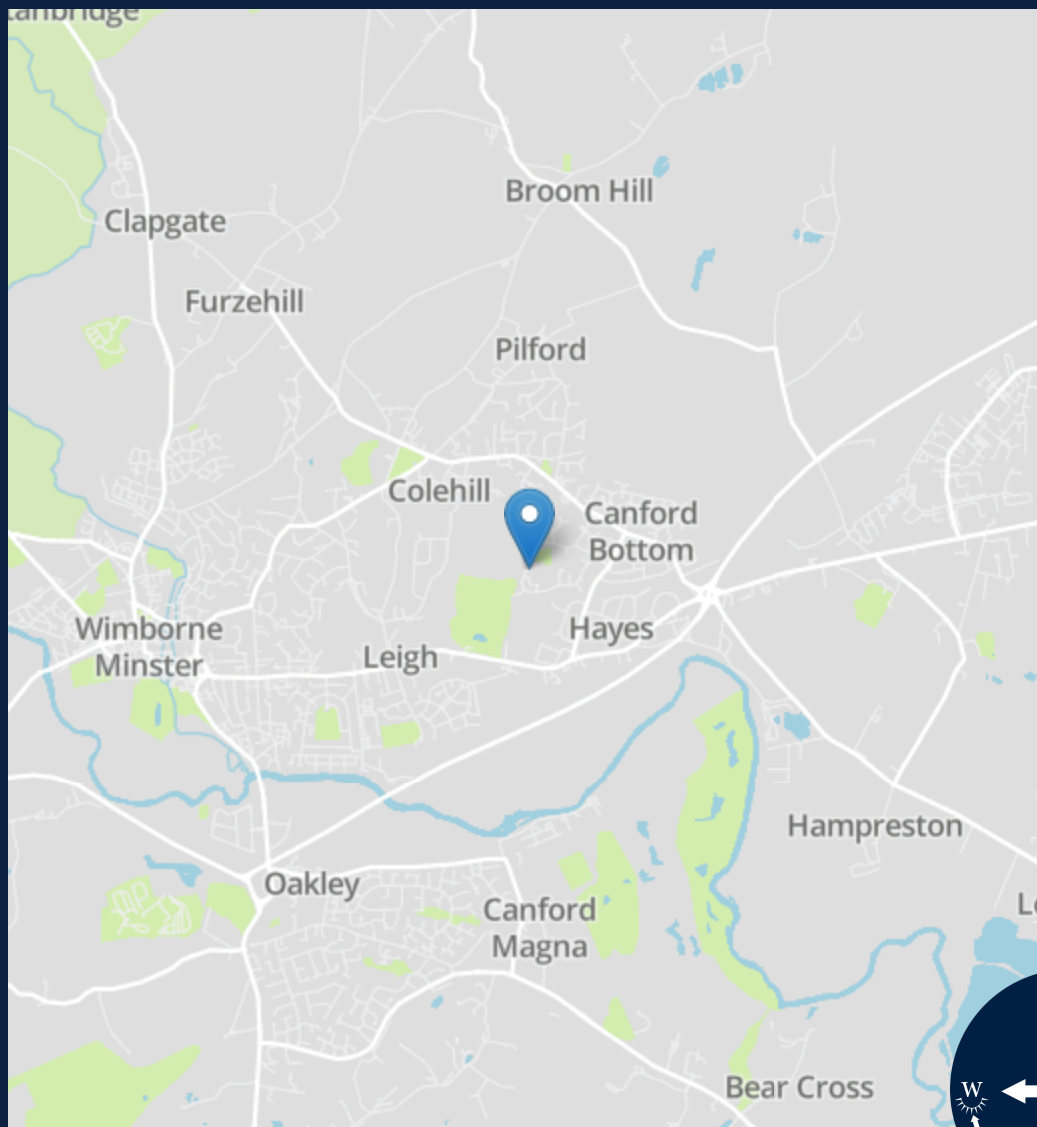 Broom Hill
Clapgate
Furzehill
Pilford
Colehill
Canford
Bottom
Wimborne
Minster
Hayes
Leigh
Hampreston
Oakley
Canford
Magna
Bear Cross
W